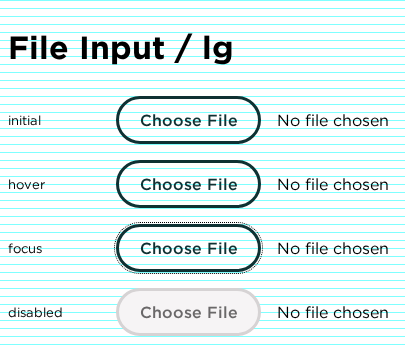 File Input / lg
initial Choose File No file chosen
hover Choose File No file chosen
focus Choose File No file chosen
disabled Choose File No file chosen